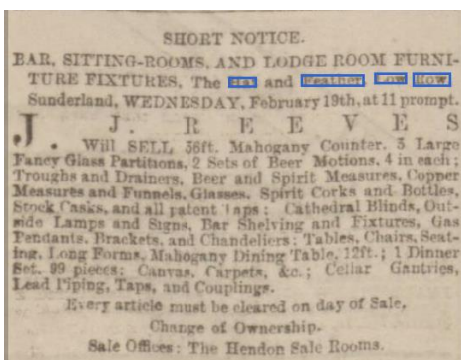 SHORT NOTICE.
BAR, SITTING-ROOMS, AND LODGE ROOM FURNI-
TURE FIXTURES, The Hat and Feather, Low Row,
Sunderland, WEDNESDAY, February 19th, at 11 prompt.
J. J. REEVES
Will SELL 56ft. Mahogany Counter, 3 Large
Fancy Glass Partitions, 2 Sets of Beer Motions, 4 in each;
Troughs and Drainers, Beer and Spirit Measures, Copper
Measures and Funnels, Glasses, Spirit Corks and Bottles,
Stock Casks, and all patent Taps; Cathedral Blinds, Out-
side Lamps and Signs, Bar Shelving and Fixtures, Gas
Pendants, Brackets, and Chandeliers; Tables, Chairs, Seat-
ing, Long Forms, Mahogany Dining Table, 12ft.; 1 Dinner
Set, 99 pieces; Canvas, Carpets, &c.; Cellar Gantries,
Lead Piping, Taps, and Couplings.
Every article must be cleared on day of Sale.
Change of Ownership.
Sale Offices: The Hendon Sale Rooms.